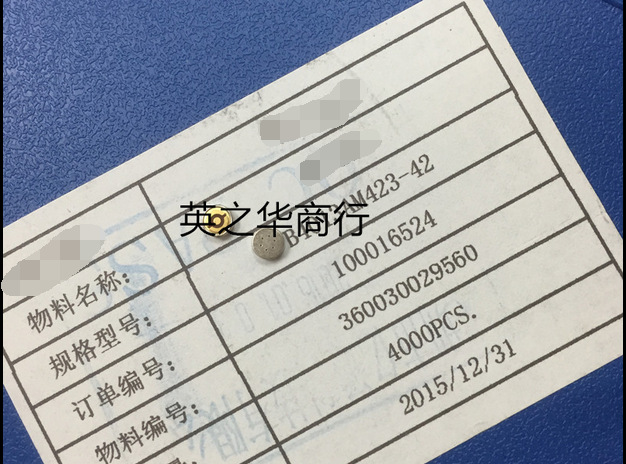 英之华商行
物料名称:
规格型号: M423-42
订单编号: 100016524
物料编号: 360030029560
4000PCS.
2015/12/31